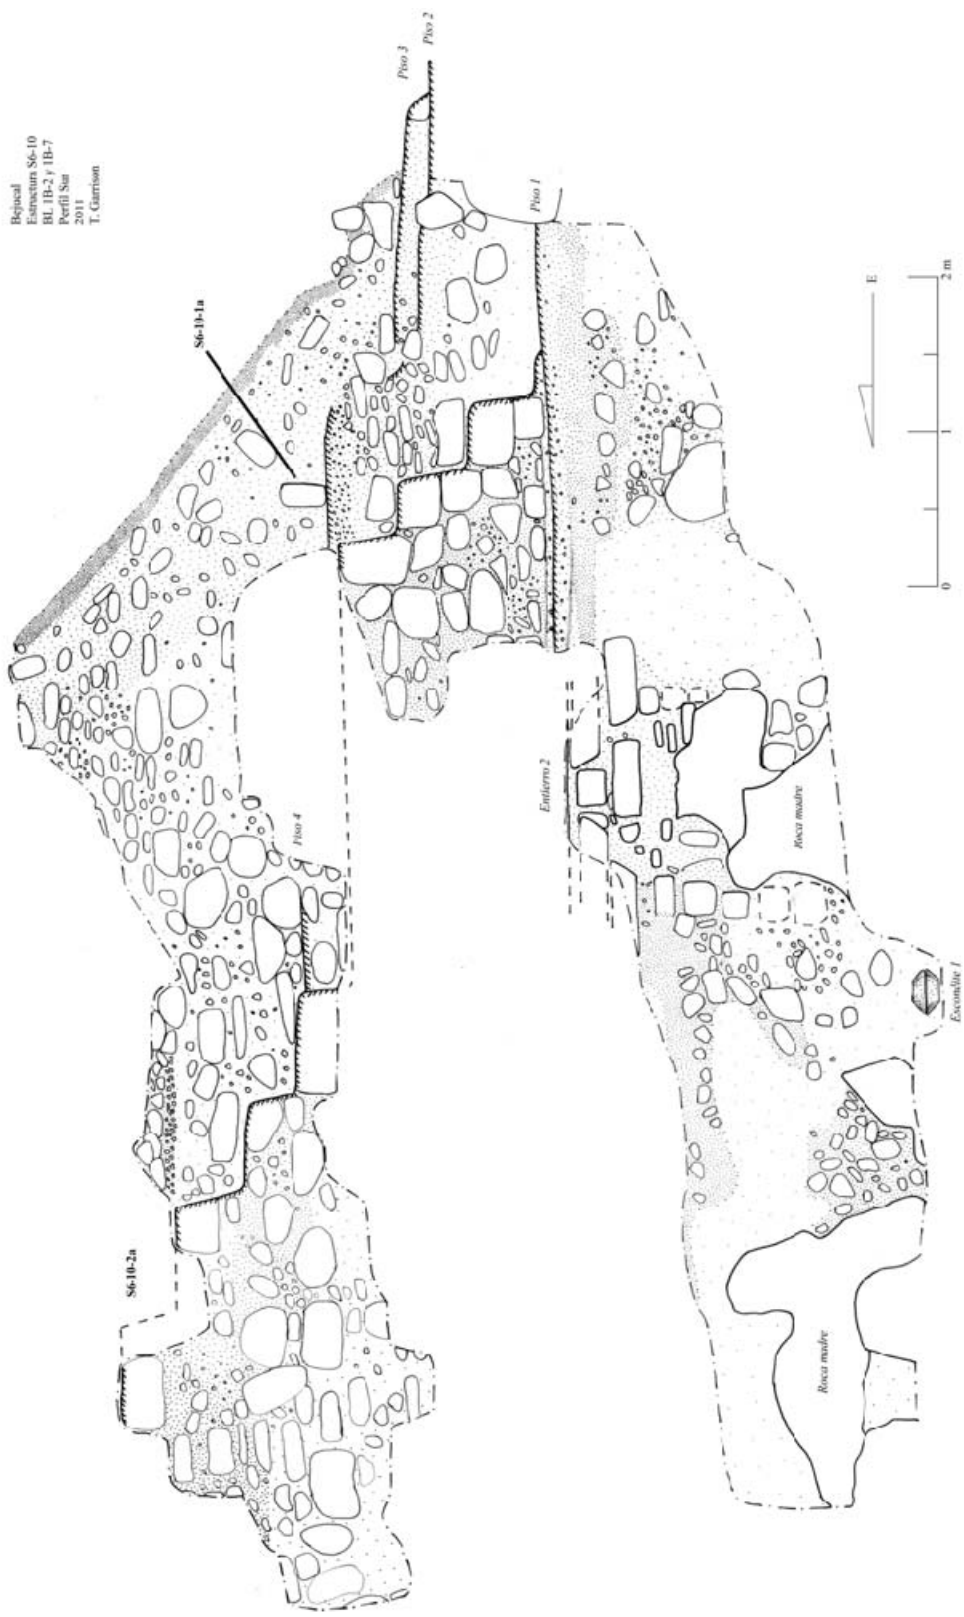 Bejucal
Estructura S6-10
BL 1B-2 y 1B-7
Perfil Sur
2011
T. Garrison
Piso 3
Piso 2
S6-10-1a
Piso 1
S6-10-2a
Piso 4
Entierro 2
Roca madre
Escondite 1
Roca madre
E
0
1
2 m